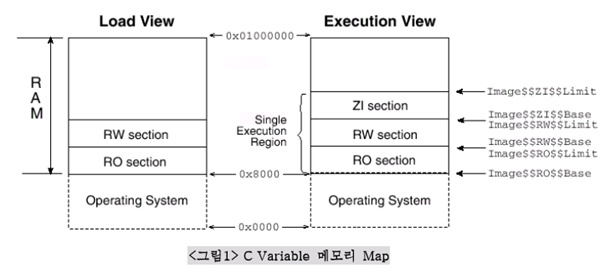 Load View
Execution View
0x01000000
RAM
Image$$ZI$$Limit
ZI section
Image$$ZI$$Base
Image$$RW$$Limit
Single
Execution
Region
RW section
RW section
Image$$RW$$Base
Image$$RO$$Limit
RO section
RO section
0x8000
Image$$RO$$Base
Operating System
Operating System
0x0000
<그림1> C Variable 메모리 Map